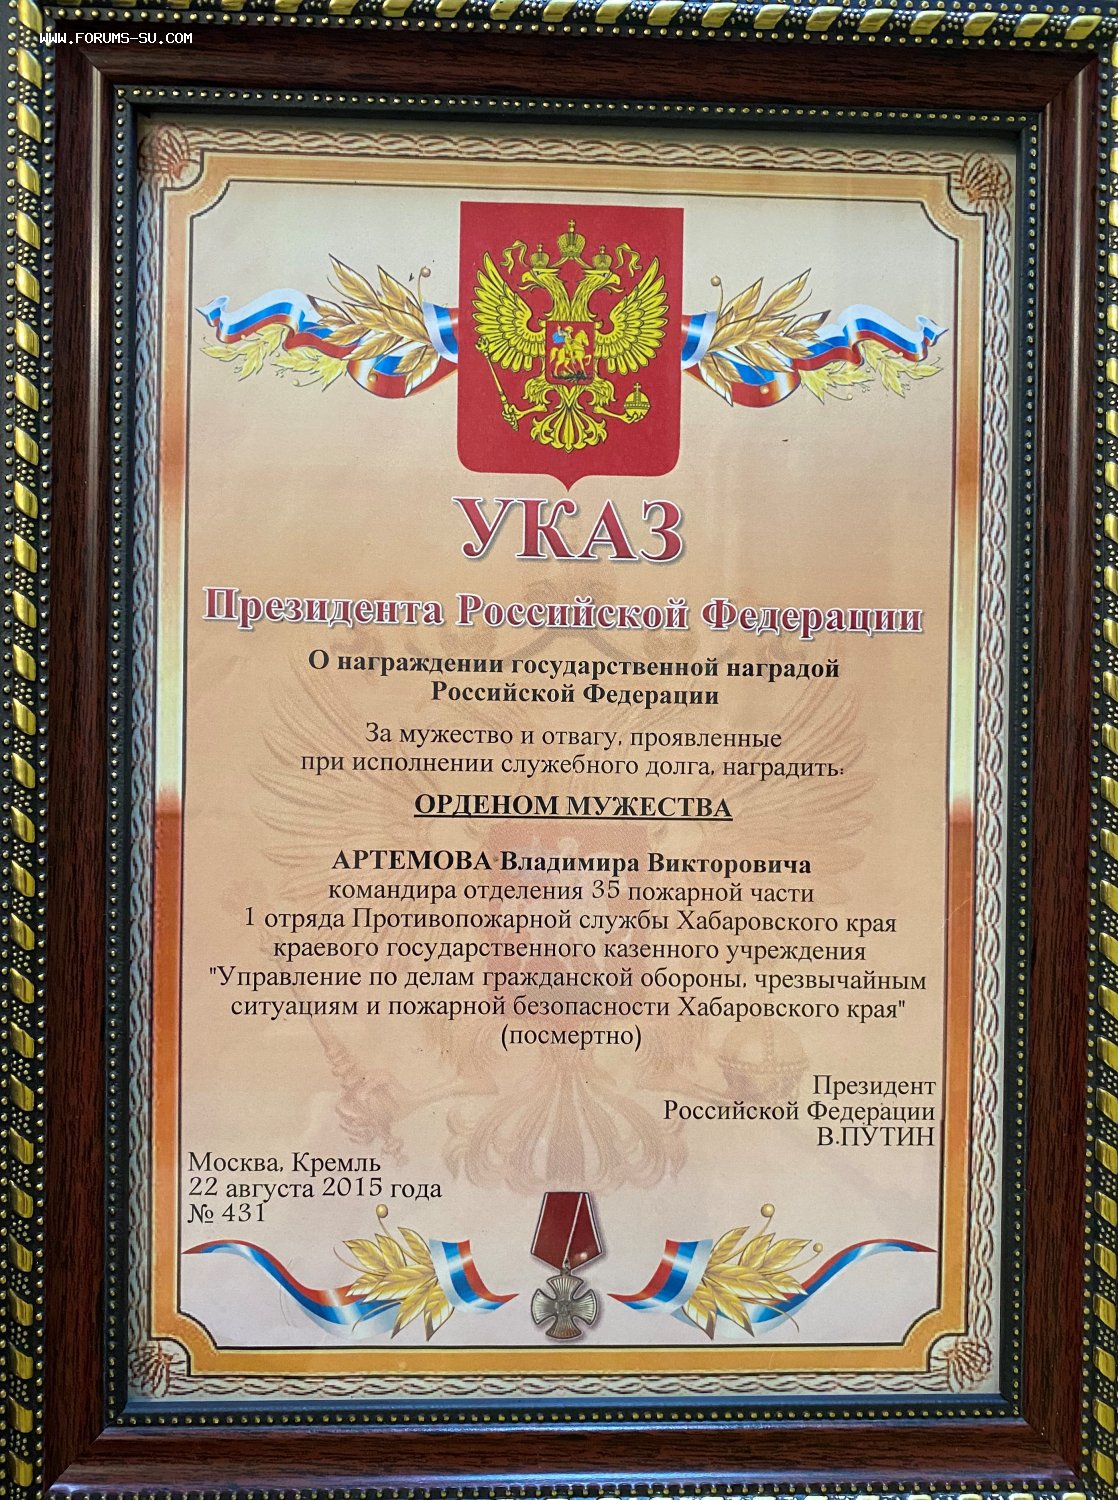 WWW.FORUMS-SU.COM
УКАЗ
Президента Российской Федерации
О награждении государственной наградой
Российской Федерации
За мужество и отвагу, проявленные
при исполнении служебного долга, наградить:
ОРДЕНОМ МУЖЕСТВА
АРТЕМОВА Владимира Викторовича
командира отделения 35 пожарной части
1 отряда Противопожарной службы Хабаровского края
краевого государственного казенного учреждения
"Управление по делам гражданской обороны, чрезвычайным
ситуациям и пожарной безопасности Хабаровского края"
(посмертно)
Президент
Российской Федерации
В.ПУТИН
Москва, Кремль
22 августа 2015 года
№ 431